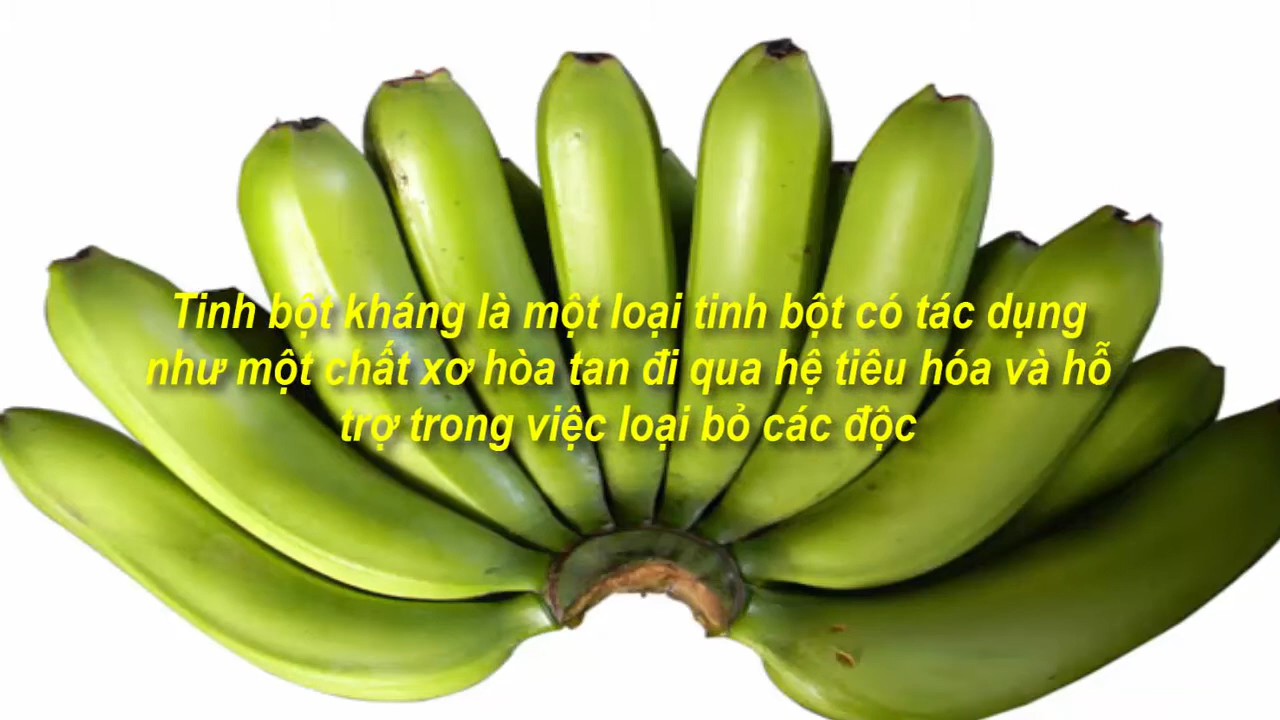 Tinh bột kháng là một loại tinh bột có tác dụng
như một chất xơ hòa tan đi qua hệ tiêu hóa và hỗ
trợ trong việc loại bỏ các độc